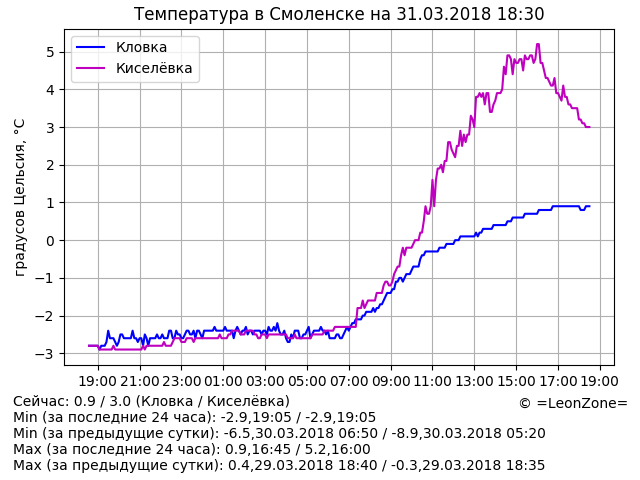 Температура в Смоленске на 31.03.2018 18:30
Кловка
Киселёвка
градусов Цельсия, °C
5
4
3
2
1
0
−1
−2
−3
19:00 21:00 23:00 01:00 03:00 05:00 07:00 09:00 11:00 13:00 15:00 17:00 19:00
Сейчас: 0.9 / 3.0 (Кловка / Киселёвка)
© =LeonZone=
Min (за последние 24 часа): -2.9,19:05 / -2.9,19:05
Min (за предыдущие сутки): -6.5,30.03.2018 06:50 / -8.9,30.03.2018 05:20
Max (за последние 24 часа): 0.9,16:45 / 5.2,16:00
Max (за предыдущие сутки): 0.4,29.03.2018 18:40 / -0.3,29.03.2018 18:35